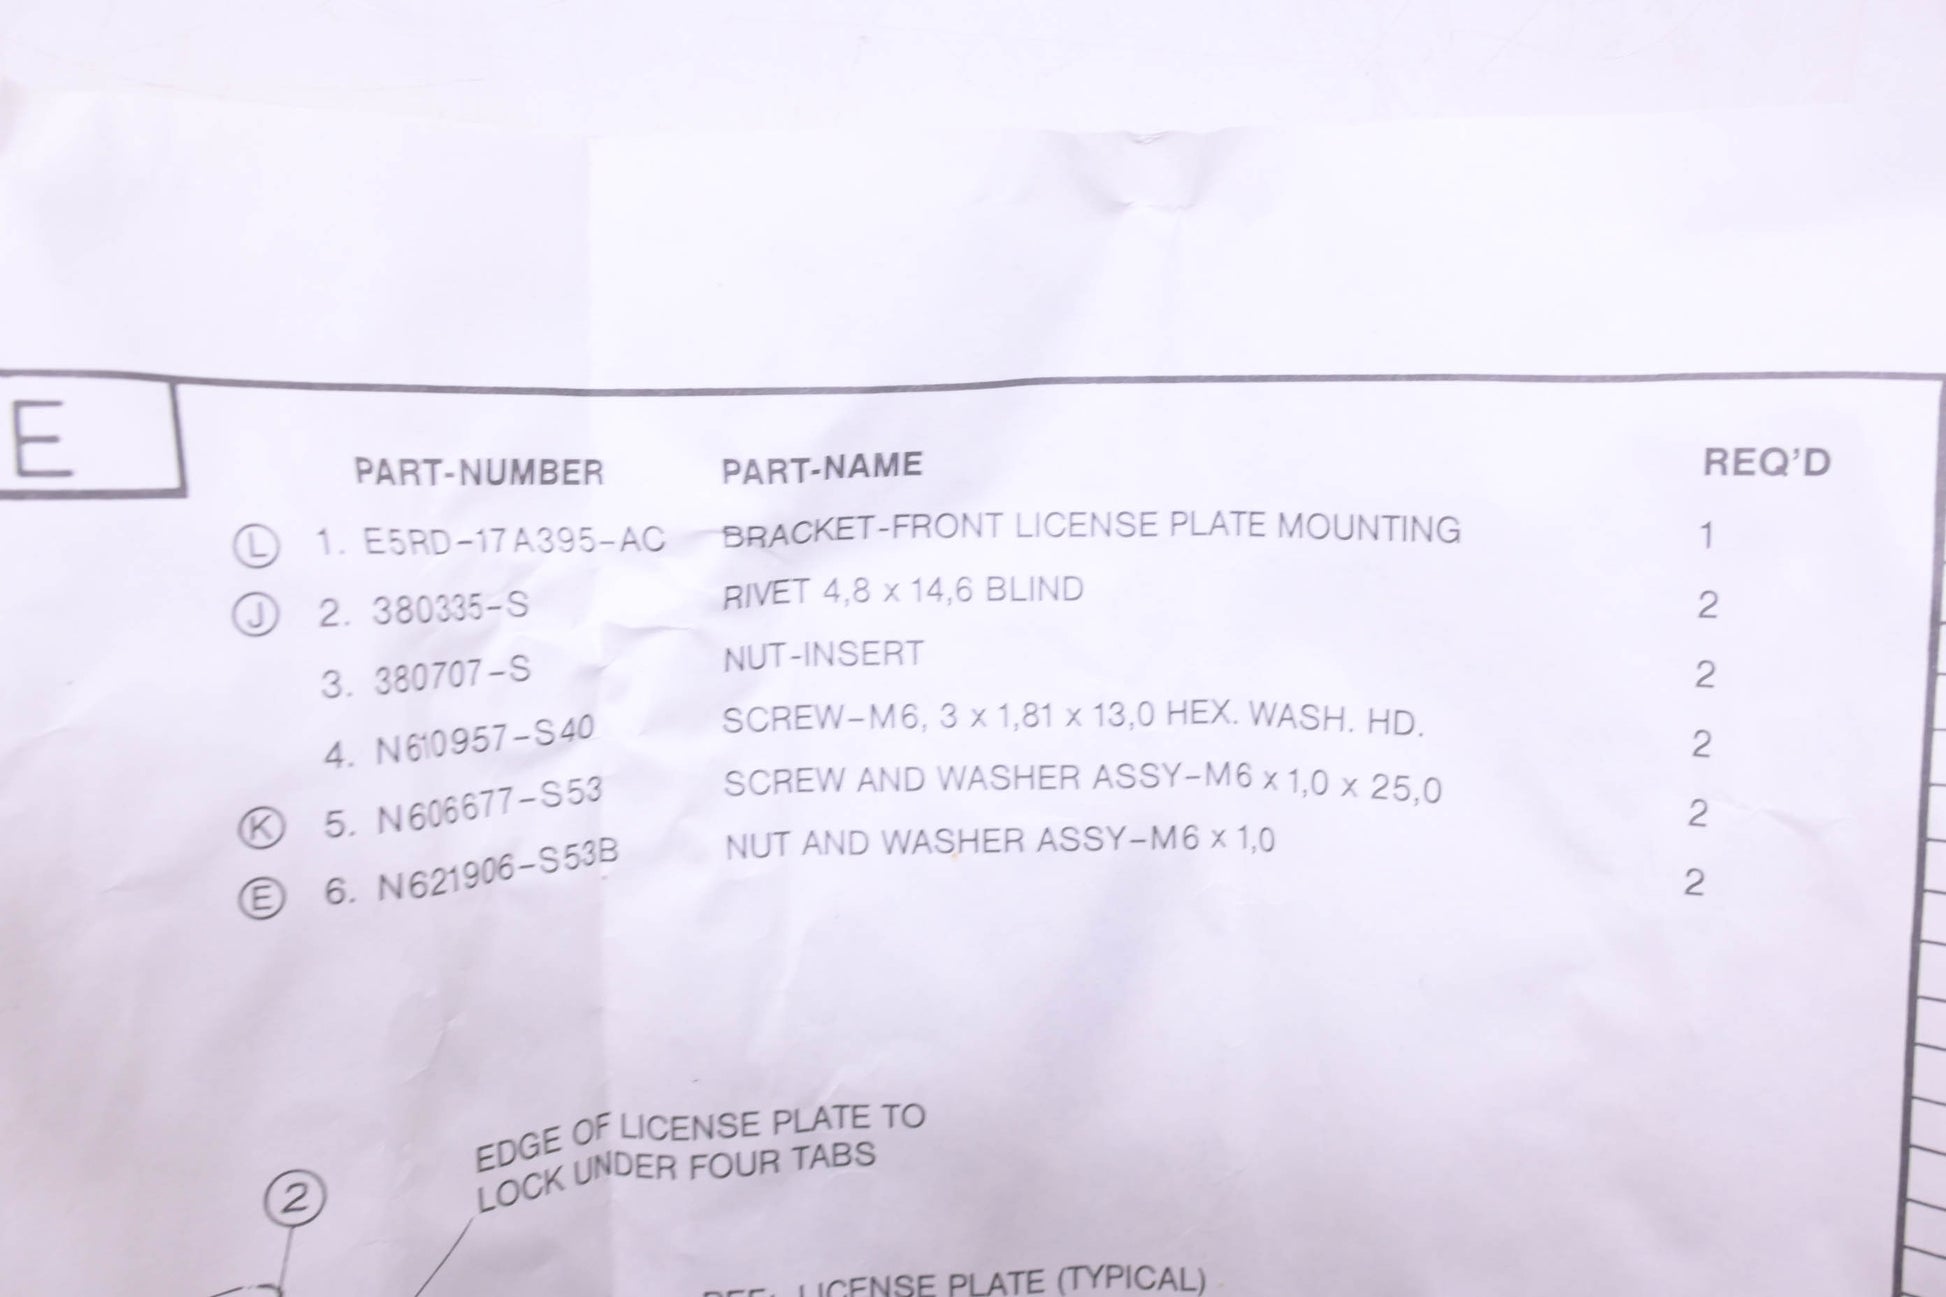 E
PART-NUMBER PART-NAME REQ'D
L 1. E5RD-17A395-AC BRACKET-FRONT LICENSE PLATE MOUNTING 1
J 2. 380335-S RIVET 4,8 x 14,6 BLIND 2
3. 380707-S NUT-INSERT 2
4. N610957-S40 SCREW-M6, 3 x 1,81 x 13,0 HEX. WASH. HD. 2
K 5. N606677-S53 SCREW AND WASHER ASSY-M6 x 1,0 x 25,0 2
E 6. N621906-S53B NUT AND WASHER ASSY-M6 x 1,0 2
EDGE OF LICENSE PLATE TO
LOCK UNDER FOUR TABS
2
REF: LICENSE PLATE (TYPICAL)